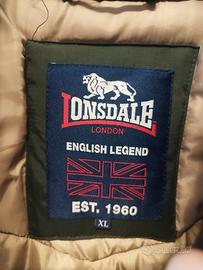 LONSDALE
LONDON
ENGLISH LEGEND
EST. 1960
XL